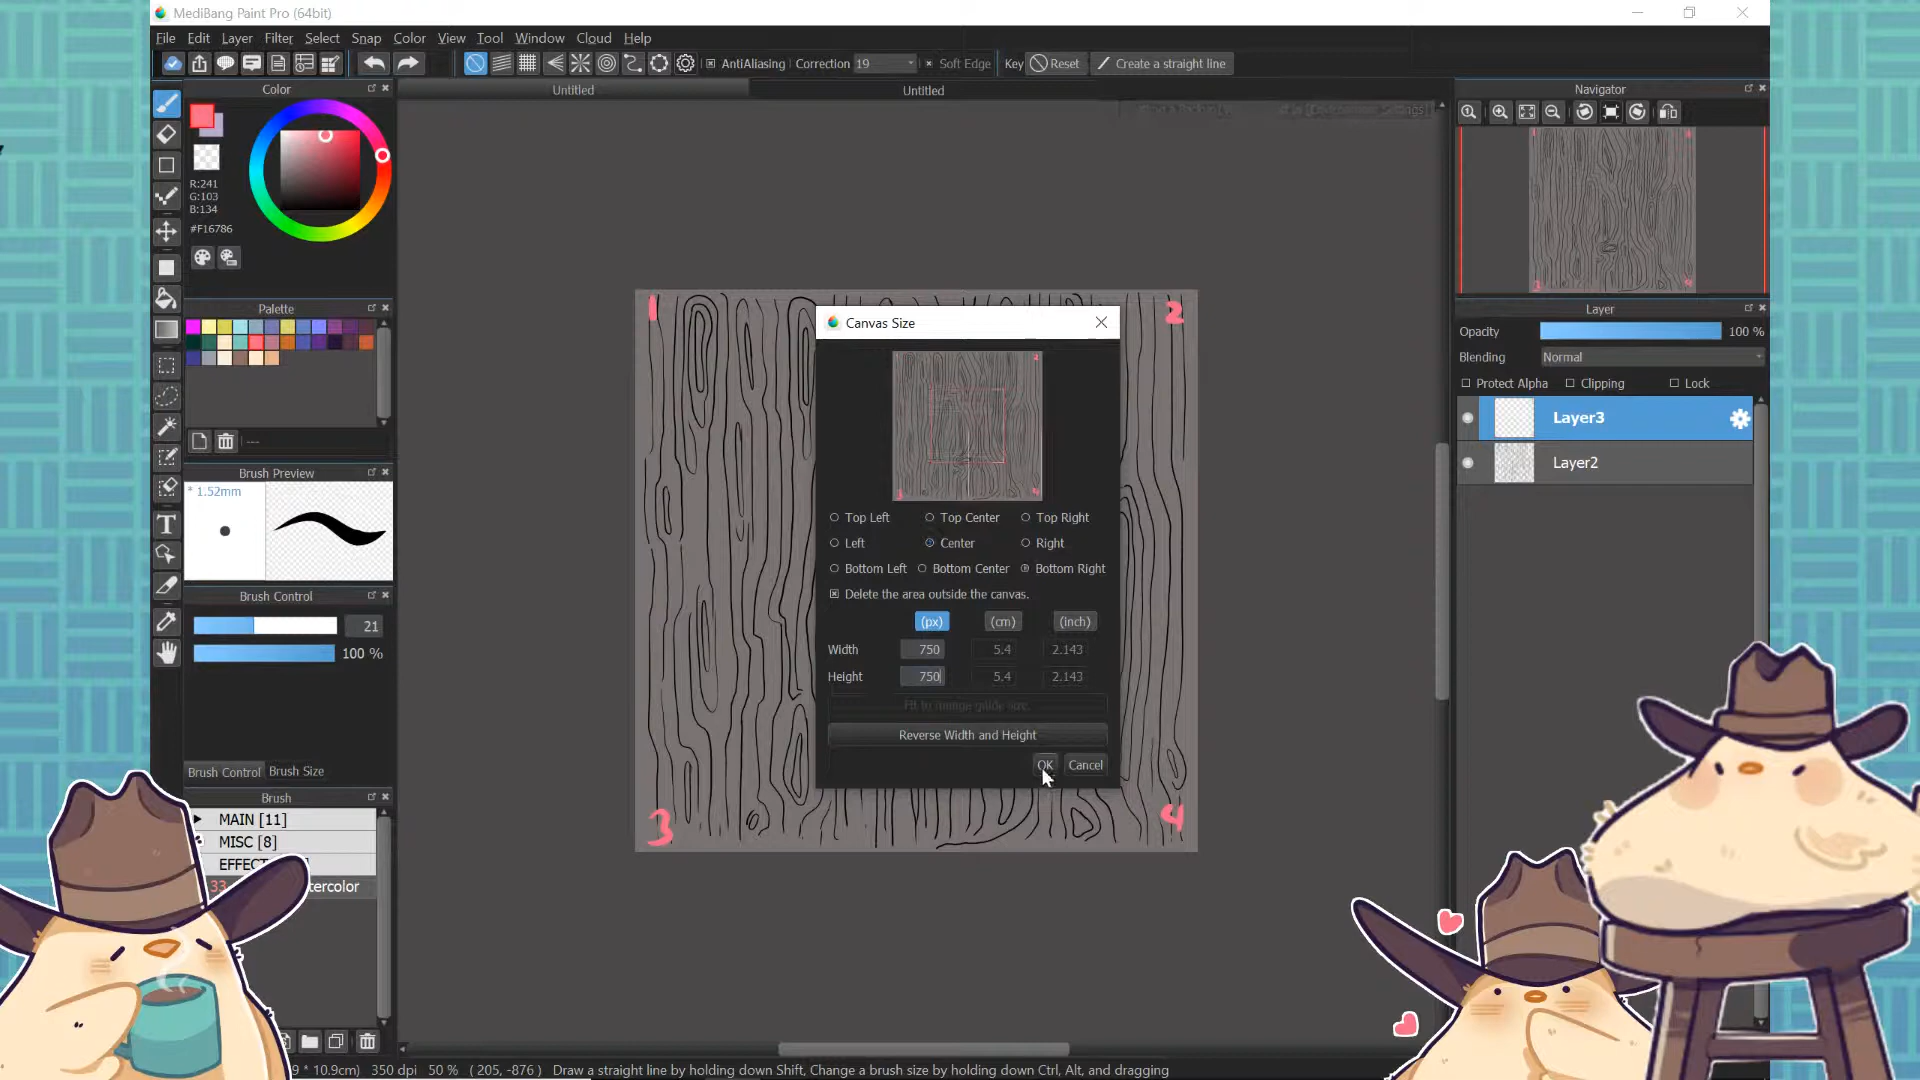 MediBang Paint Pro (64bit)
File Edit Layer Filter Select Snap Color View Tool Window Cloud Help
AntiAliasing Correction 19 Soft Edge Key Reset Create a straight line
Color
Untitled
Untitled
Navigator
R:241
G:103
B:134
#F16786
Palette
---
Brush Preview
* 1.52mm
Brush Control
21
100 %
Brush Control Brush Size
Brush
MAIN [11]
MISC [8]
33
1
2
3
4
Canvas Size
Top Left Top Center Top Right
Left Center Right
Bottom Left Bottom Center Bottom Right
Delete the area outside the canvas.
(px) (cm) (inch)
Width 750 5.4 2.143
Height 750 5.4 2.143
Reverse Width and Height
OK Cancel
Layer
Opacity 100 %
Blending Normal
Protect Alpha Clipping Lock
Layer3
Layer2
* 10.9cm) 350 dpi 50 % ( 205, -876 ) Draw a straight line by holding down Shift, Change a brush size by holding down Ctrl, Alt, and dragging